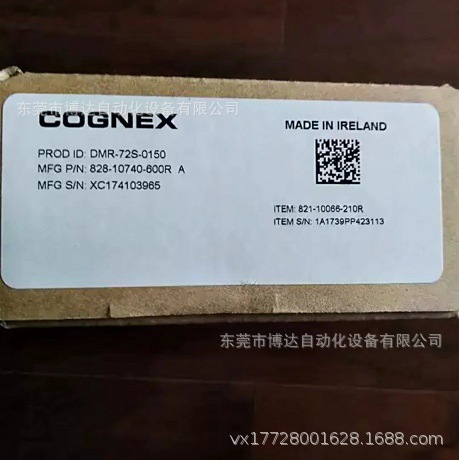 东莞市博达自动化设备有限公司
COGNEX
MADE IN IRELAND
PROD ID: DMR-72S-0150
MFG P/N: 828-10740-600R A
MFG S/N: XC174103965
ITEM: 821-10066-210R
ITEM S/N: 1A1739PP423113
东莞市博达自动化设备有限公司
vx17728001628.1688.com